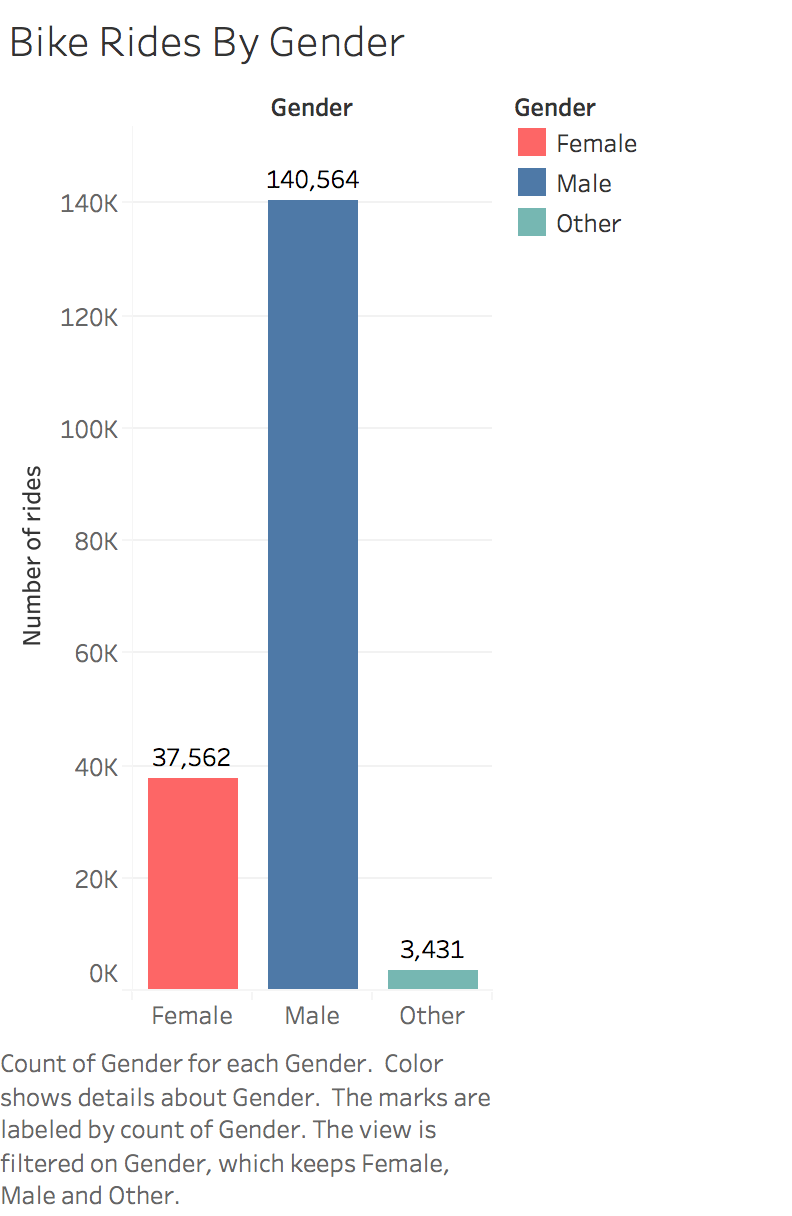 Bike Rides By Gender
Gender
Gender
Female
Male
Other
140,564
140K
120K
100K
80K
60K
40K
20K
0K
Number of rides
37,562
3,431
Female
Male
Other
Count of Gender for each Gender.  Color
shows details about Gender.  The marks are
labeled by count of Gender. The view is
filtered on Gender, which keeps Female,
Male and Other.